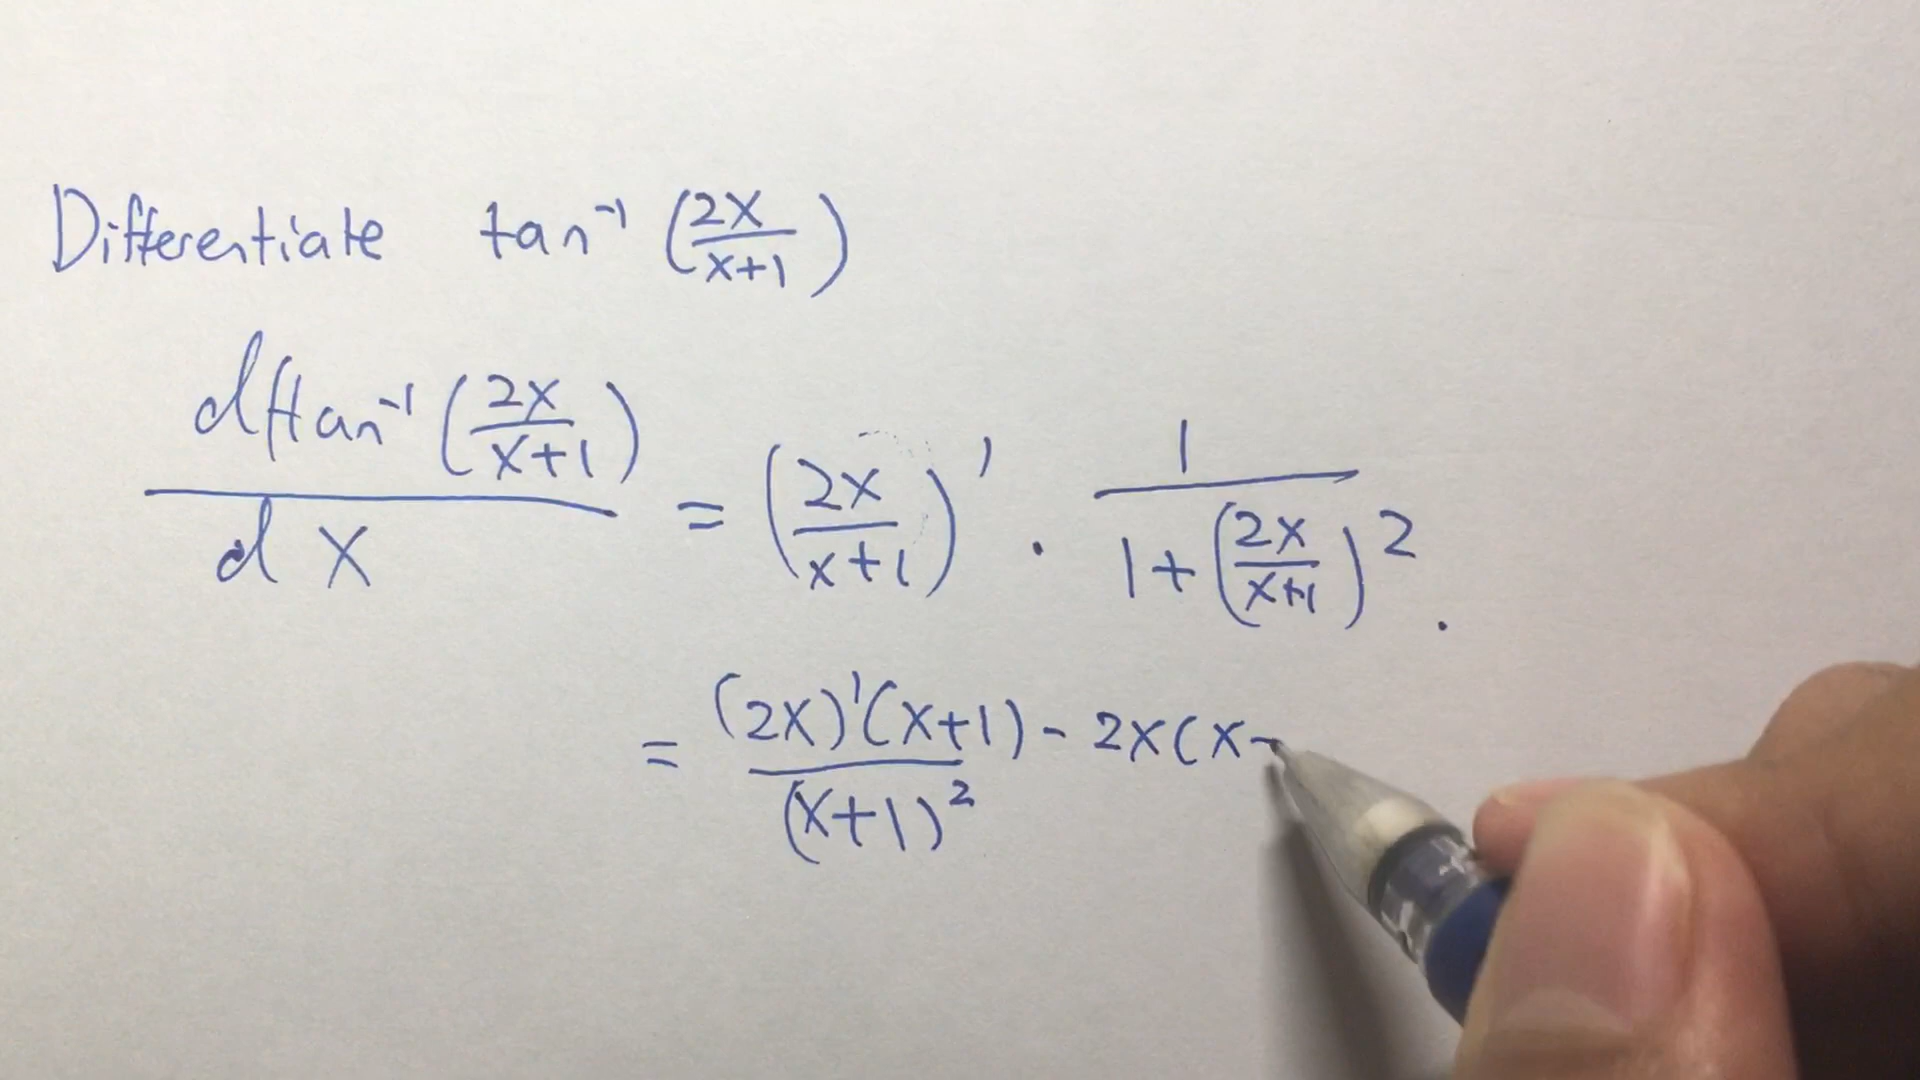 Differentiate tan⁻¹ (2x/(x+1))
d(tan⁻¹ (2x/(x+1))/dx = (2x/(x+1))' · 1/(1+(2x/(x+1))²) .
= (2x)'(x+1) - 2x(x- / (x+1)²